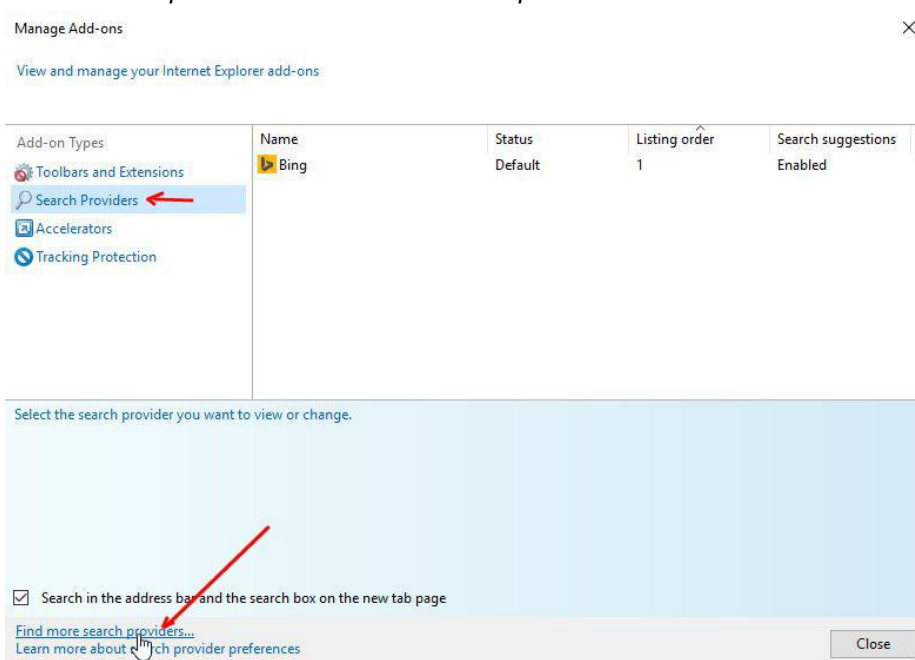 Manage Add-ons
View and manage your Internet Explorer add-ons
Add-on Types
Toolbars and Extensions
Search Providers
Accelerators
Tracking Protection
Name Status Listing order Search suggestions
Bing Default 1 Enabled
Select the search provider you want to view or change.
Search in the address bar and the search box on the new tab page
Find more search providers...
Learn more about search provider preferences
Close